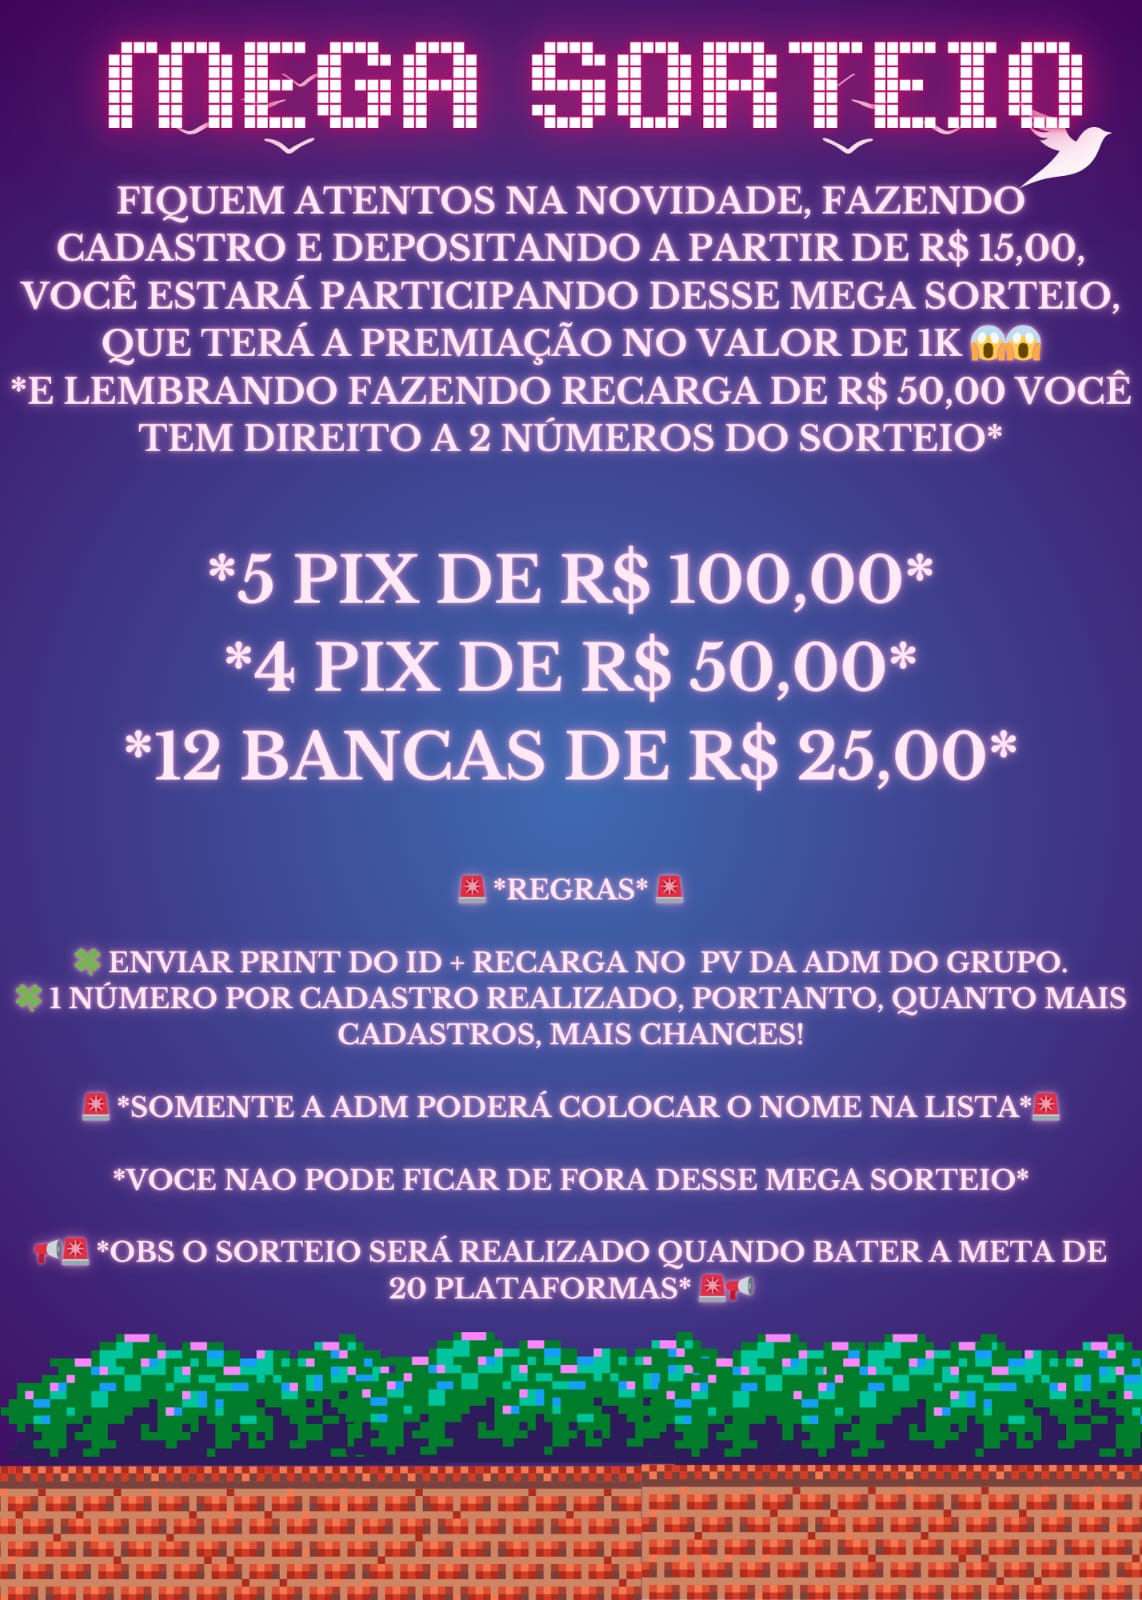 MEGA SORTEIO
FIQUEM ATENTOS NA NOVIDADE, FAZENDO
CADASTRO E DEPOSITANDO A PARTIR DE R$ 15,00,
VOCÊ ESTARÁ PARTICIPANDO DESSE MEGA SORTEIO,
QUE TERÁ A PREMIAÇÃO NO VALOR DE 1K 😱😱
*E LEMBRANDO FAZENDO RECARGA DE R$ 50,00 VOCÊ
TEM DIREITO A 2 NÚMEROS DO SORTEIO*
*5 PIX DE R$ 100,00*
*4 PIX DE R$ 50,00*
*12 BANCAS DE R$ 25,00*
🚨 *REGRAS* 🚨
🍀 ENVIAR PRINT DO ID + RECARGA NO PV DA ADM DO GRUPO.
🍀 1 NÚMERO POR CADASTRO REALIZADO, PORTANTO, QUANTO MAIS
CADASTROS, MAIS CHANCES!
🚨 *SOMENTE A ADM PODERÁ COLOCAR O NOME NA LISTA*🚨
*VOCE NAO PODE FICAR DE FORA DESSE MEGA SORTEIO*
📢🚨 *OBS O SORTEIO SERÁ REALIZADO QUANDO BATER A META DE
20 PLATAFORMAS* 🚨📢